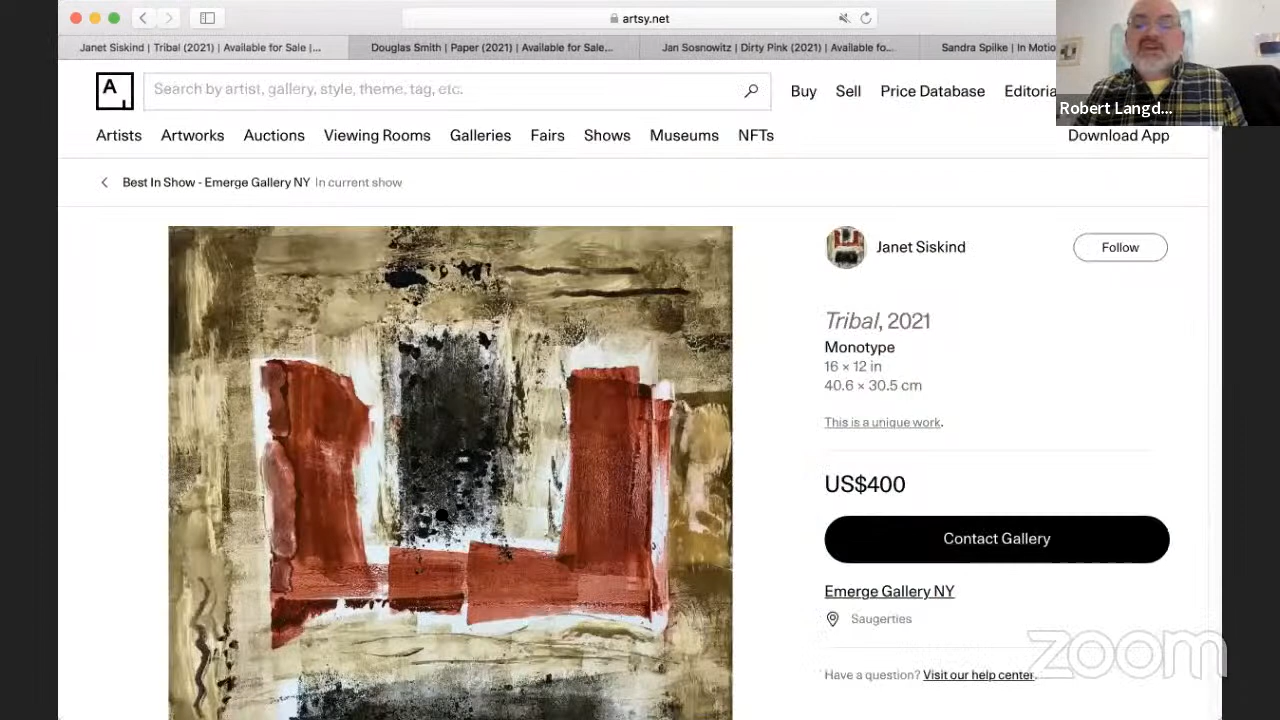 artsy.net
Janet Siskind | Tribal (2021) | Available for Sale |...
Douglas Smith | Paper (2021) | Available for Sale...
Jan Sosnowitz | Dirty Pink (2021) | Available fo...
Sandra Spilke | In Motio
A
Search by artist, gallery, style, theme, tag, etc.
Buy Sell Price Database Editoria
Robert Langd...
Artists Artworks Auctions Viewing Rooms Galleries Fairs Shows Museums NFTs Download App
Best In Show - Emerge Gallery NY In current show
Janet Siskind
Follow
Tribal, 2021
Monotype
16 × 12 in
40.6 × 30.5 cm
This is a unique work.
US$400
Contact Gallery
Emerge Gallery NY
Saugerties
zoom
Have a question? Visit our help center.